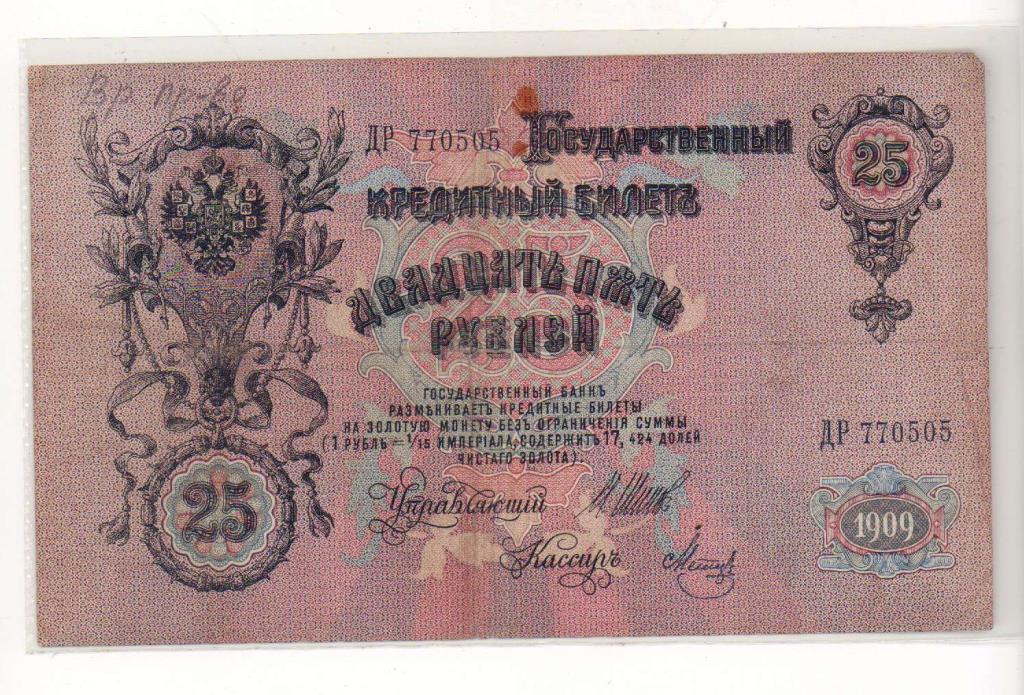 Вр. прав
ДР 770505
ГОСУДАРСТВЕННЫЙ
КРЕДИТНЫЙ БИЛЕТЪ
25
ДВАДЦАТЬ ПЯТЬ
РУБЛЕЙ
25
ГОСУДАРСТВЕННЫЙ БАНКЪ
РАЗМѢНИВАЕТЪ КРЕДИТНЫЕ БИЛЕТЫ
НА ЗОЛОТУЮ МОНЕТУ БЕЗЪ ОГРАНИЧЕНІЯ СУММЫ
(1 РУБЛЬ = 1/15 ИМПЕРІАЛА, СОДЕРЖИТЪ 17, 424 ДОЛЕЙ
ЧИСТАГО ЗОЛОТА).
ДР 770505
25
Управляющій
И. Шипов
Кассиръ
1909